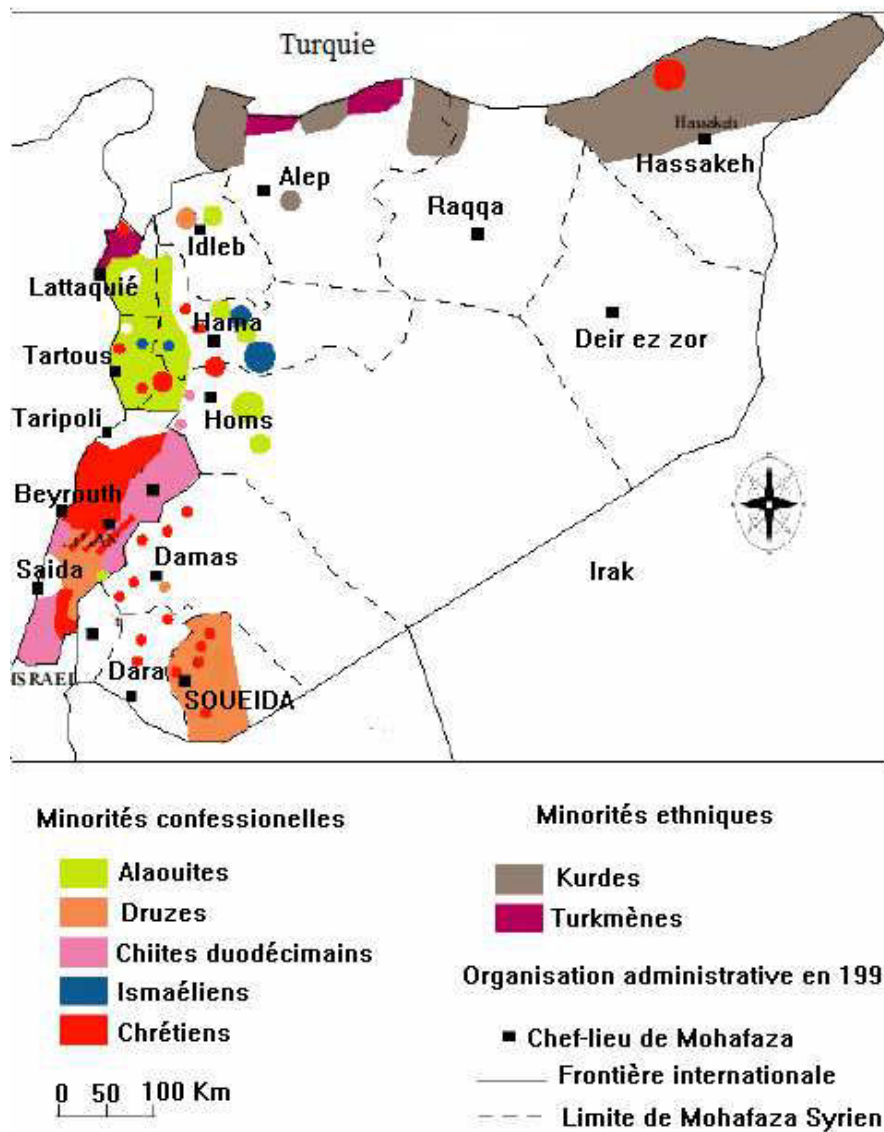 Turquie
Hassakeh
Hassakeh
Alep
Raqqa
Idleb
Lattaquié
Hama
Deir ez zor
Tartous
Homs
Taripoli
Beyrouth
Damas
Saida
Irak
Dara
ISRAEL
SOUEIDA
Minorités confessionelles
Alaouites
Druzes
Chiites duodécimains
Ismaéliens
Chrétiens
0 50 100 Km
Minorités ethniques
Kurdes
Turkmènes
Organisation administrative en 199
Chef-lieu de Mohafaza
Frontière internationale
Limite de Mohafaza Syrien